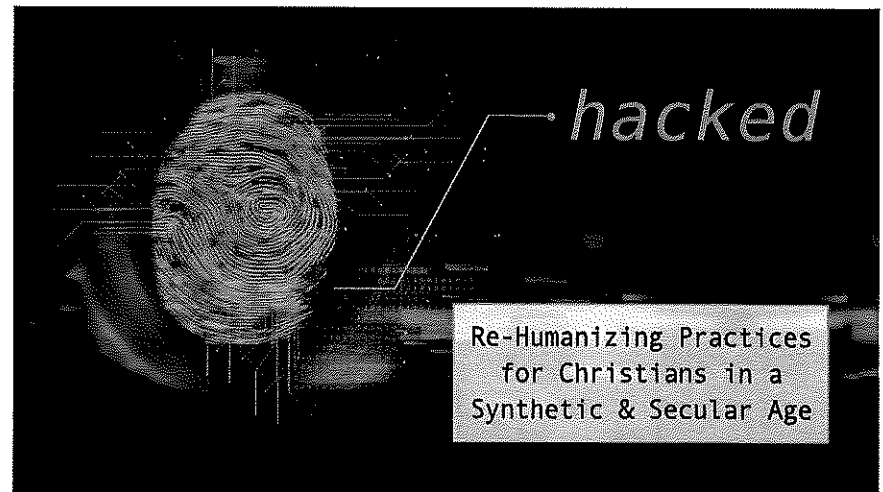 hacked
Re-Humanizing Practices
for Christians in a
Synthetic & Secular Age